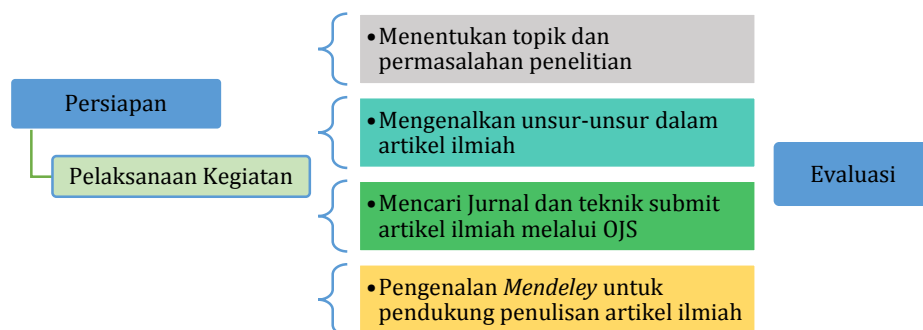 Persiapan
Pelaksanaan Kegiatan
•Menentukan topik dan
permasalahan penelitian
•Mengenalkan unsur-unsur dalam
artikel ilmiah
•Mencari Jurnal dan teknik submit
artikel ilmiah melalui OJS
•Pengenalan Mendeley untuk
pendukung penulisan artikel ilmiah
Evaluasi